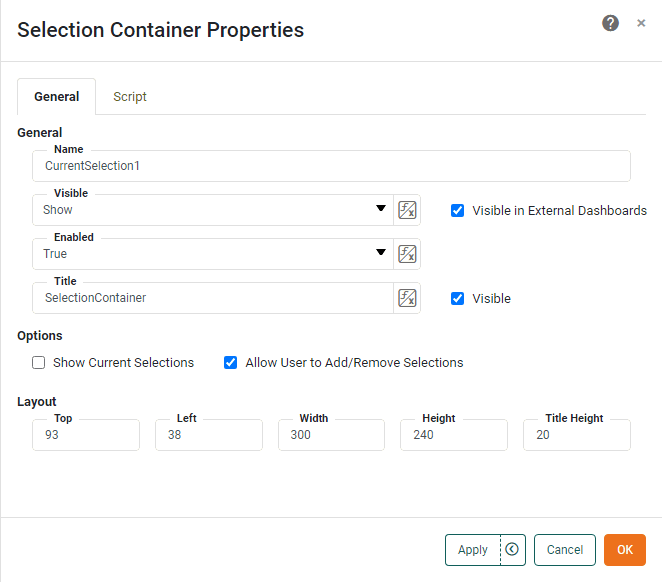 Selection Container Properties
General Script
General
Name
CurrentSelection1
Visible
Show
Visible in External Dashboards
Enabled
True
Title
SelectionContainer
Visible
Options
Show Current Selections Allow User to Add/Remove Selections
Layout
Top Left Width Height Title Height
93 38 300 240 20
Apply Cancel OK